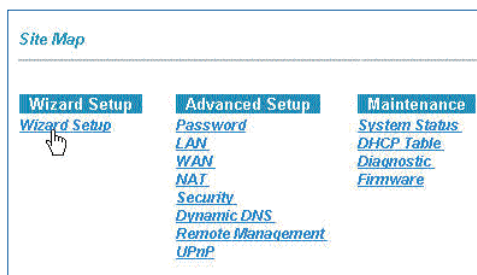 Site Map
Wizard Setup
Wizard Setup
Advanced Setup
Password
LAN
WAN
NAT
Security
Dynamic DNS
Remote Management
UPnP
Maintenance
System Status
DHCP Table
Diagnostic
Firmware